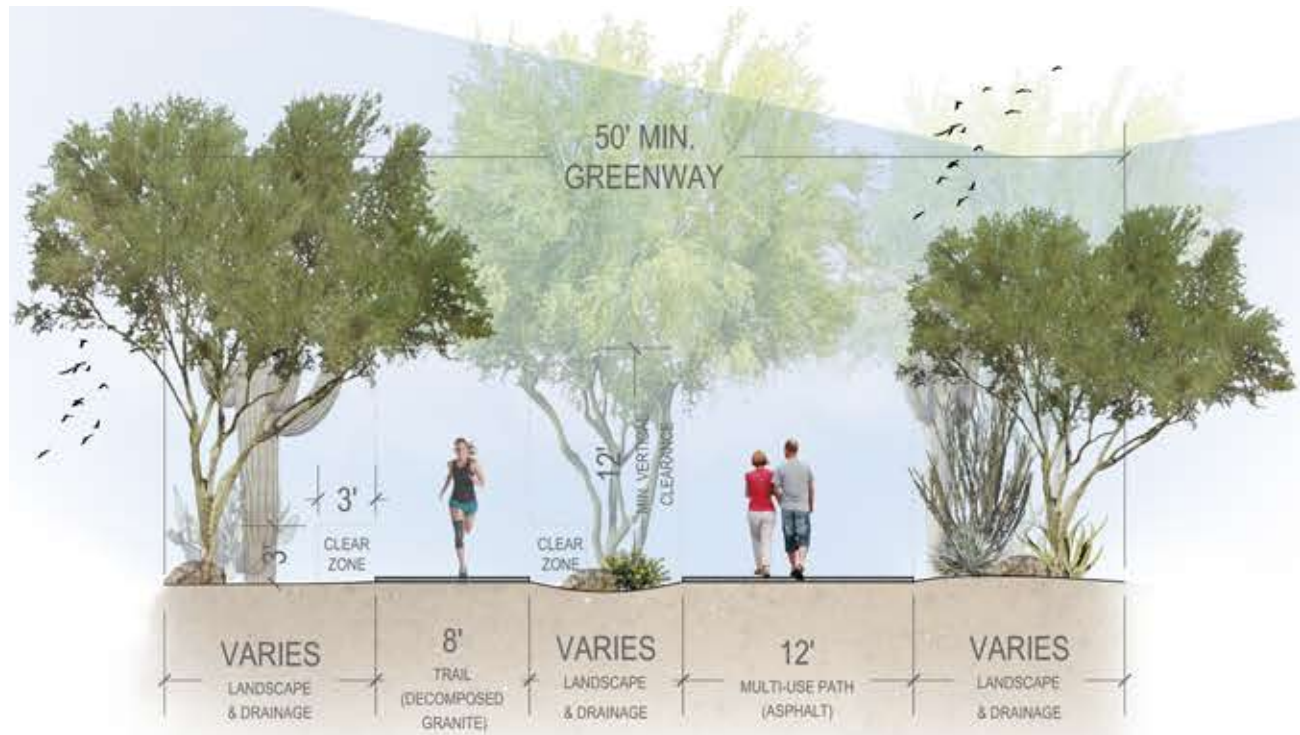 50' MIN.
GREENWAY
12'
MIN. VERTICAL
CLEARANCE
3'
3'
CLEAR
ZONE
CLEAR
ZONE
VARIES
LANDSCAPE
& DRAINAGE
8'
TRAIL
(DECOMPOSED
GRANITE)
VARIES
LANDSCAPE
& DRAINAGE
12'
MULTI-USE PATH
(ASPHALT)
VARIES
LANDSCAPE
& DRAINAGE